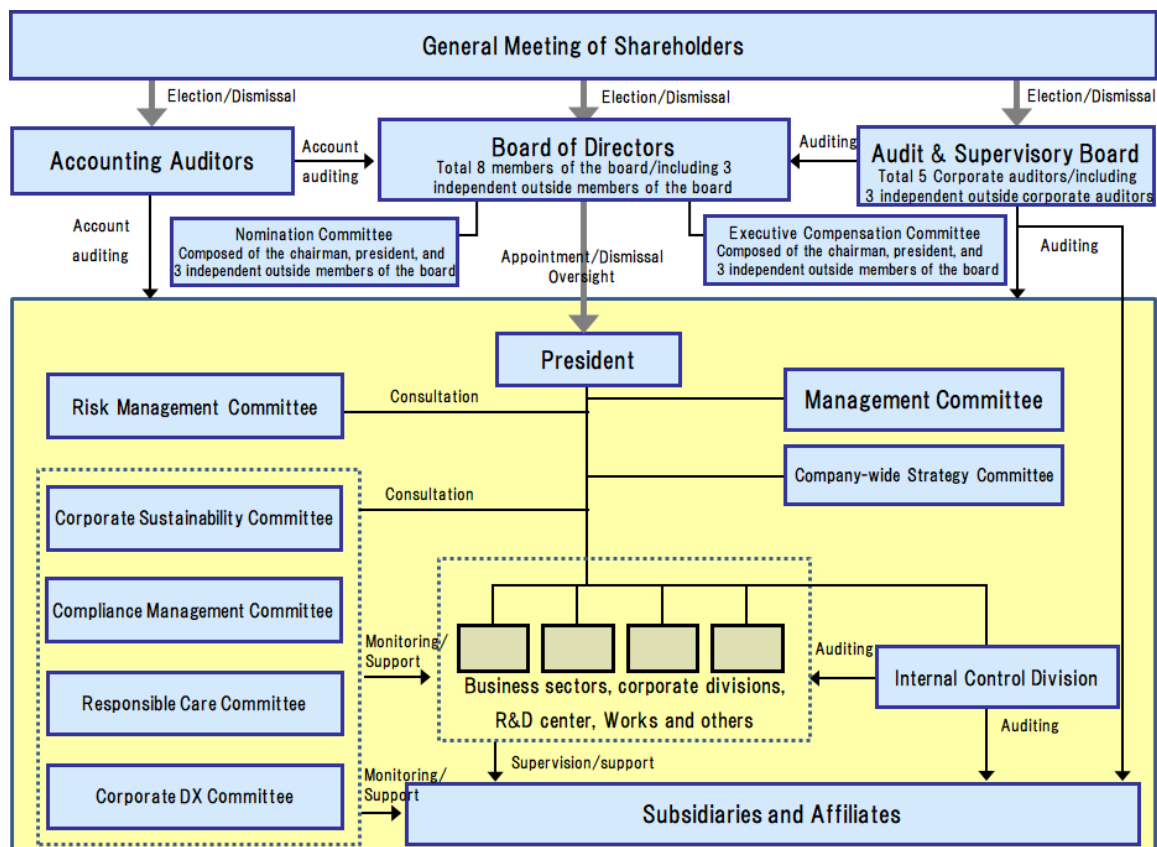 General Meeting of Shareholders
Election/Dismissal
Election/Dismissal
Election/Dismissal
Accounting Auditors
Account
auditing
Board of Directors
Total 8 members of the board/including 3
independent outside members of the board
Auditing
Audit & Supervisory Board
Total 5 Corporate auditors/including
3 independent outside corporate auditors
Account
auditing
Nomination Committee
Composed of the chairman, president, and
3 independent outside members of the board
Appointment/Dismissal
Oversight
Executive Compensation Committee
Composed of the chairman, president, and
3 independent outside members of the board
Auditing
President
Risk Management Committee
Consultation
Management Committee
Company-wide Strategy Committee
Consultation
Corporate Sustainability Committee
Compliance Management Committee
Responsible Care Committee
Corporate DX Committee
Monitoring/
Support
Business sectors, corporate divisions,
R&D center, Works and others
Auditing
Internal Control Division
Auditing
Supervision/support
Monitoring/
Support
Subsidiaries and Affiliates